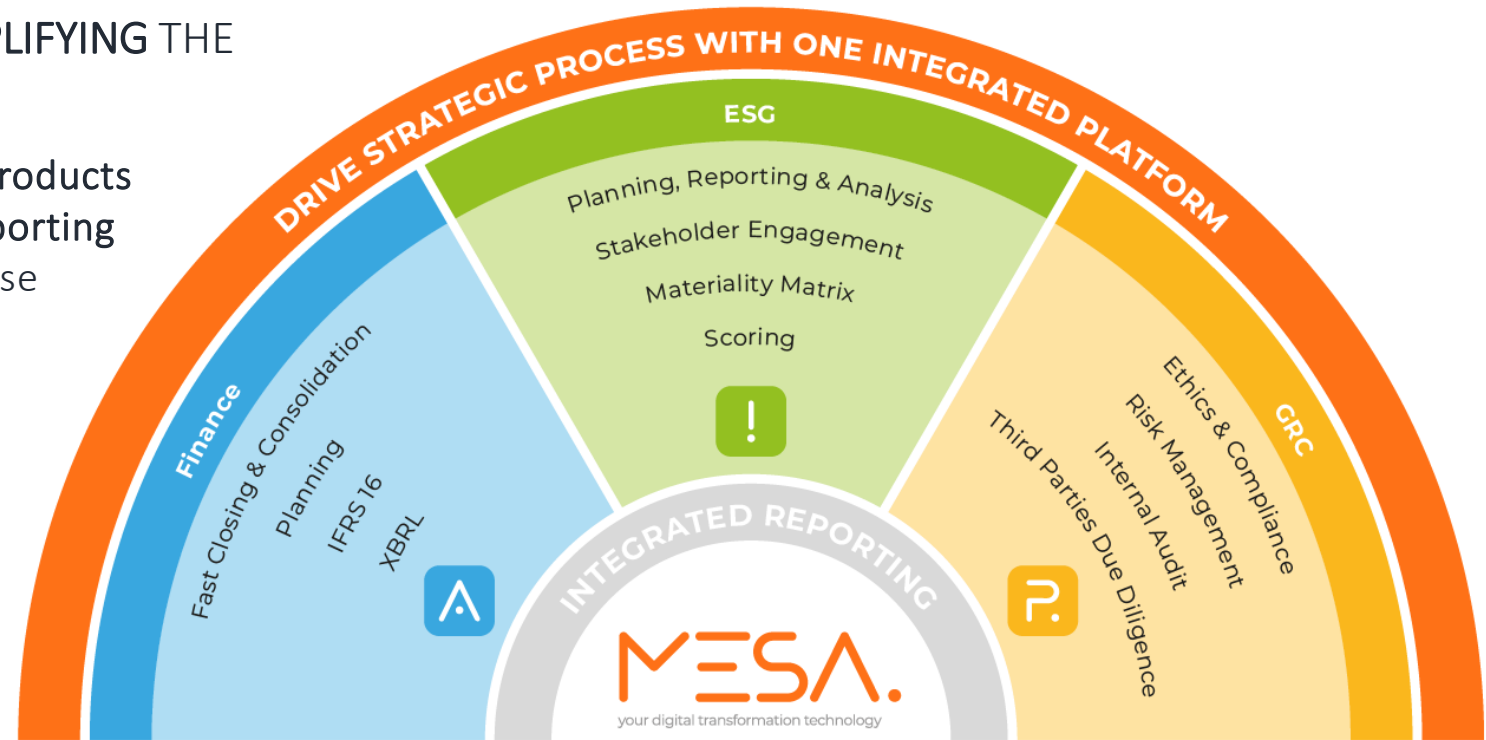 PLIFYING THE
roducts
porting
se
DRIVE STRATEGIC PROCESS WITH ONE INTEGRATED PLATFORM
Finance
Fast Closing & Consolidation
Planning
IFRS 16
XBRL
ESG
Planning, Reporting & Analysis
Stakeholder Engagement
Materiality Matrix
Scoring
!
GRC
Ethics & Compliance
Risk Management
Internal Audit
Third Parties Due Diligence
P.
INTEGRATED REPORTING
MESA.
your digital transformation technology